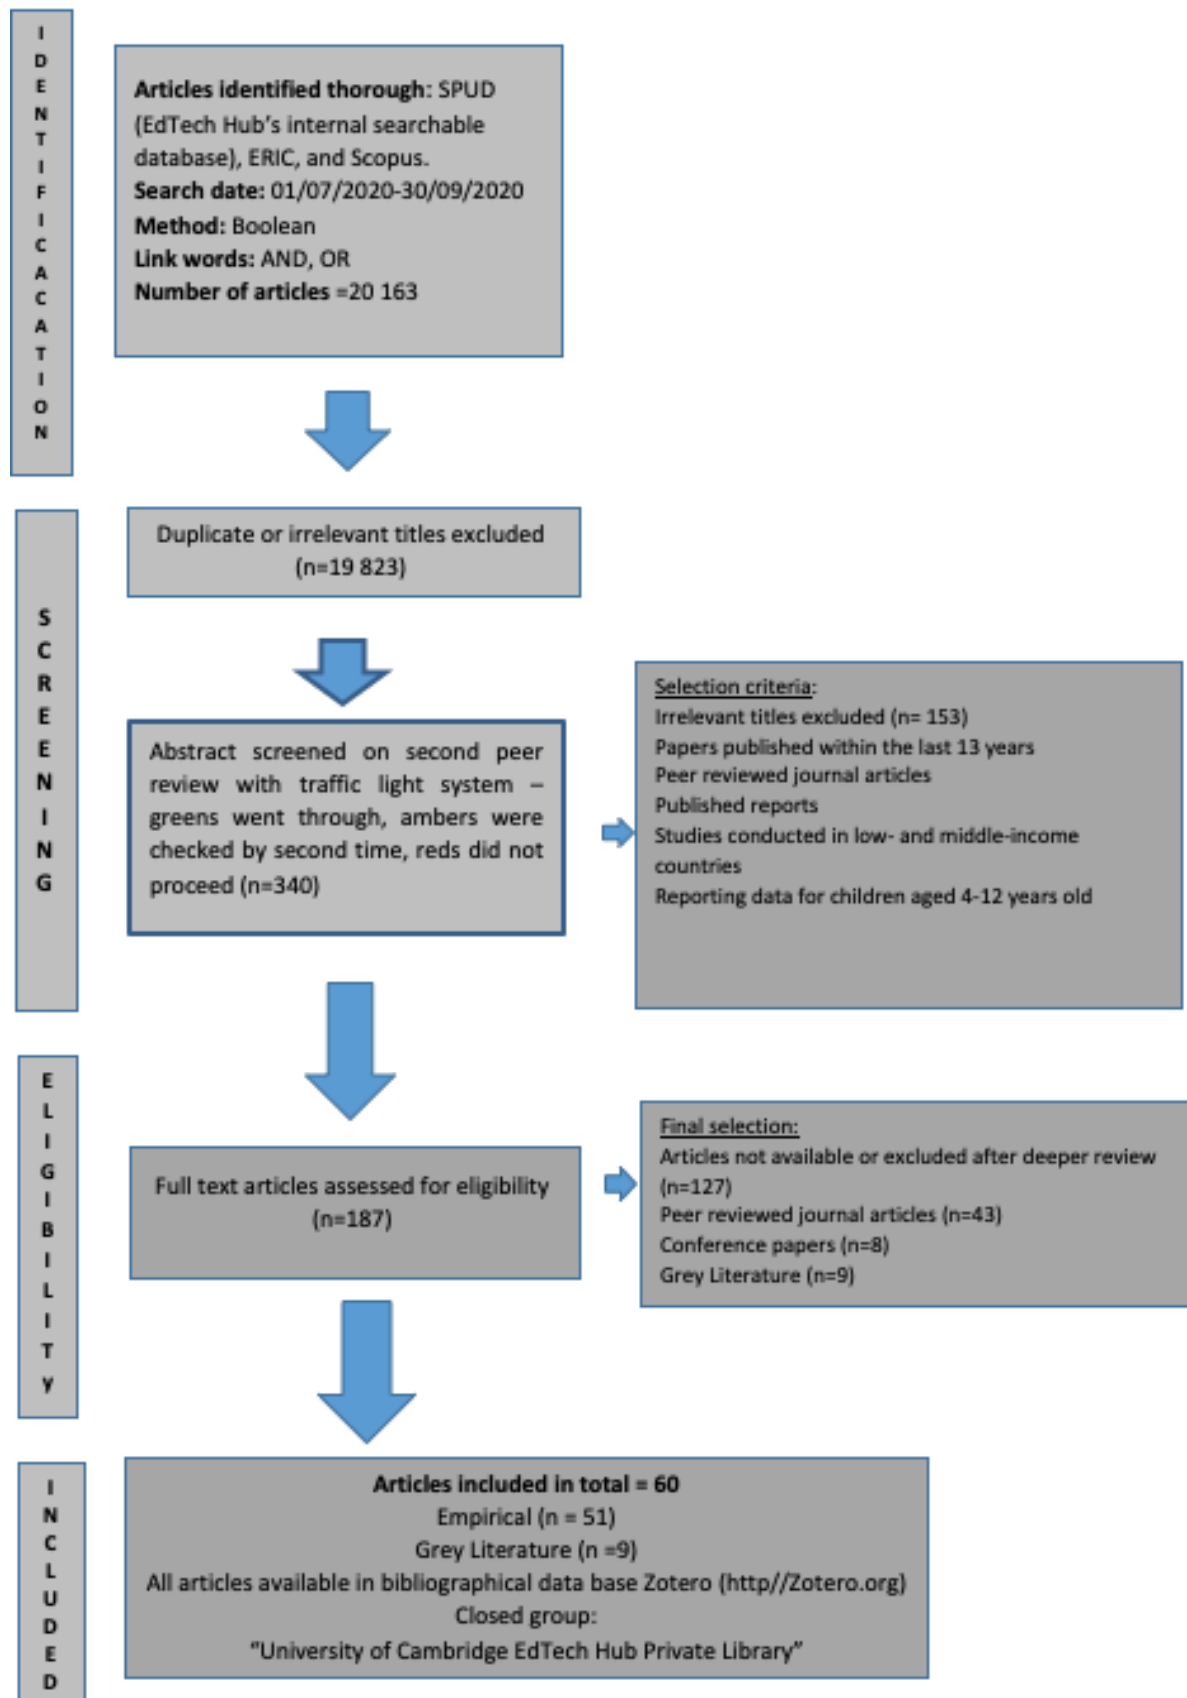 IDENTIFICACATION
Articles identified thorough: SPUD
(EdTech Hub's internal searchable
database), ERIC, and Scopus.
Search date: 01/07/2020-30/09/2020
Method: Boolean
Link words: AND, OR
Number of articles =20 163
SCREENING
Duplicate or irrelevant titles excluded
(n=19 823)
Abstract screened on second peer
review with traffic light system –
greens went through, ambers were
checked by second time, reds did not
proceed (n=340)
Selection criteria:
Irrelevant titles excluded (n= 153)
Papers published within the last 13 years
Peer reviewed journal articles
Published reports
Studies conducted in low- and middle-income
countries
Reporting data for children aged 4-12 years old
ELIGIBILITy
Full text articles assessed for eligibility
(n=187)
Final selection:
Articles not available or excluded after deeper review
(n=127)
Peer reviewed journal articles (n=43)
Conference papers (n=8)
Grey Literature (n=9)
INCLUDED
Articles included in total = 60
Empirical (n = 51)
Grey Literature (n =9)
All articles available in bibliographical data base Zotero (http//Zotero.org)
Closed group:
"University of Cambridge EdTech Hub Private Library"